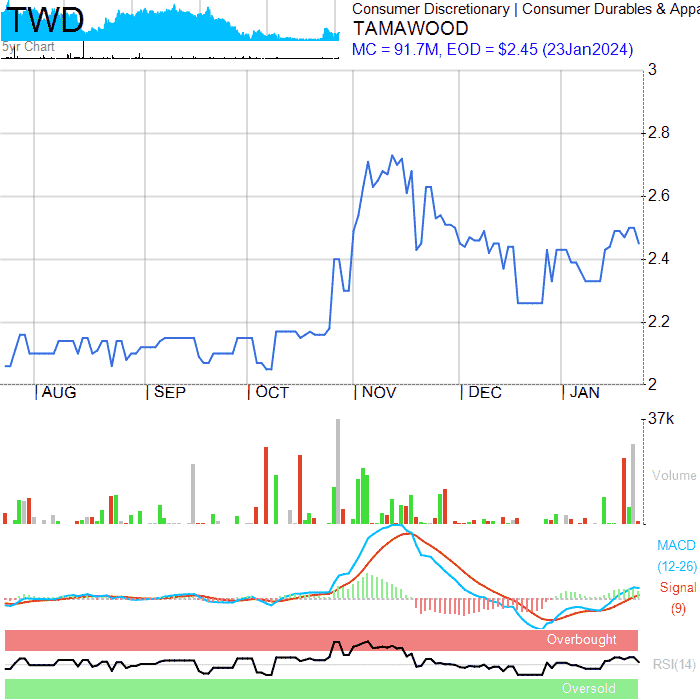 TWD
5yr Chart
Consumer Discretionary | Consumer Durables & Appa
TAMAWOOD
MC = 91.7M, EOD = $2.45 (23Jan2024)
3
2.8
2.6
2.4
2.2
2
AUG SEP OCT NOV DEC JAN
37k
Volume
MACD
(12-26)
Signal
(9)
Overbought
RSI(14)
Oversold